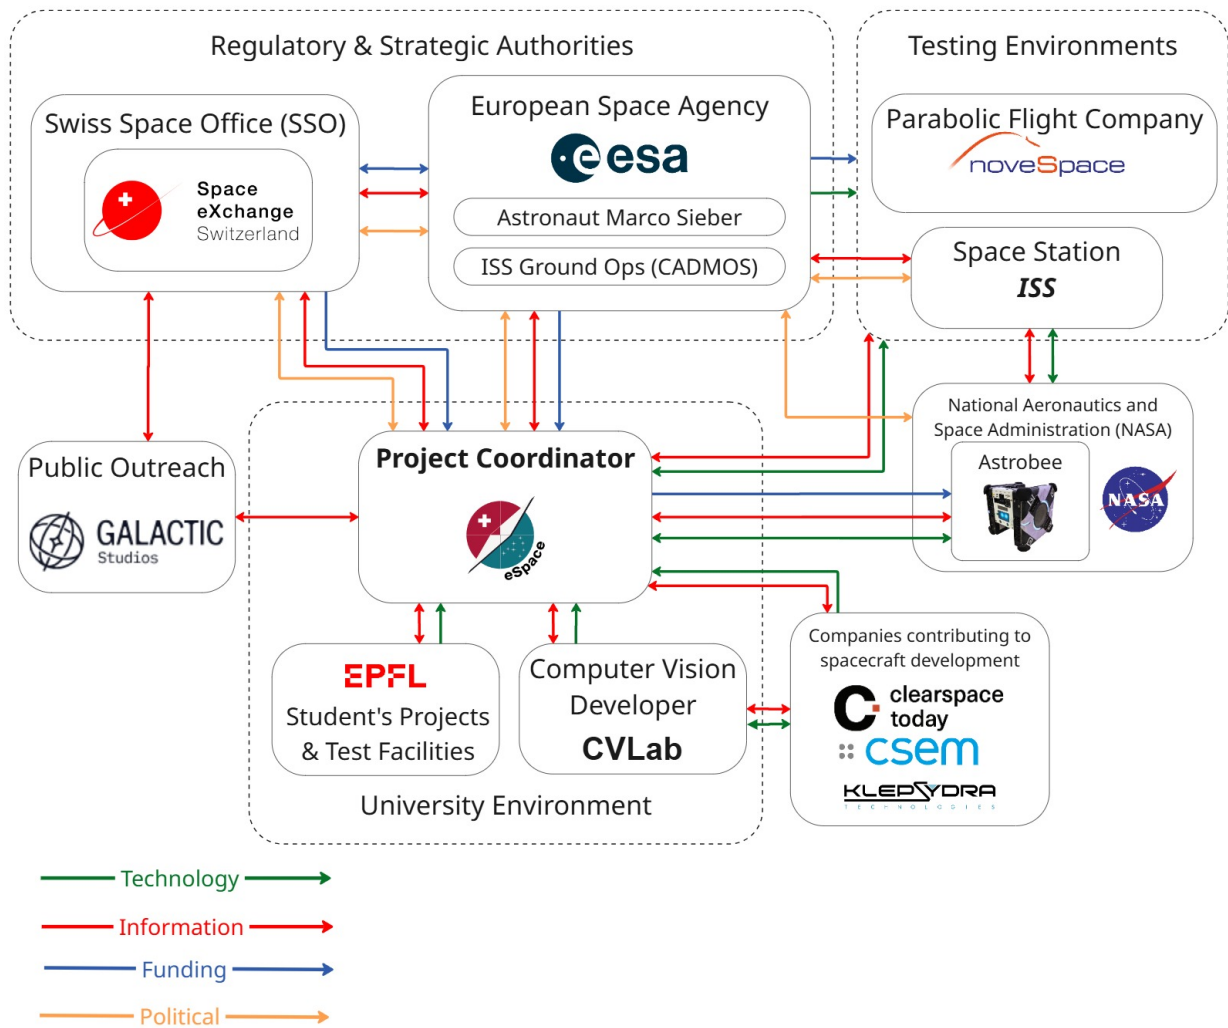 Regulatory & Strategic Authorities
Testing Environments
Swiss Space Office (SSO)
Space
eXchange
Switzerland
European Space Agency
esa
Astronaut Marco Sieber
ISS Ground Ops (CADMOS)
Parabolic Flight Company
noveSpace
Space Station
ISS
National Aeronautics and
Space Administration (NASA)
Astrobee
NASA
Public Outreach
GALACTIC
Studios
Project Coordinator
eSpace
EPFL
Student's Projects
& Test Facilities
Computer Vision
Developer
CVLab
University Environment
Companies contributing to
spacecraft development
clearspace
today
csem
KLEPSYDRA
TECHNOLOGIES
Technology
Information
Funding
Political